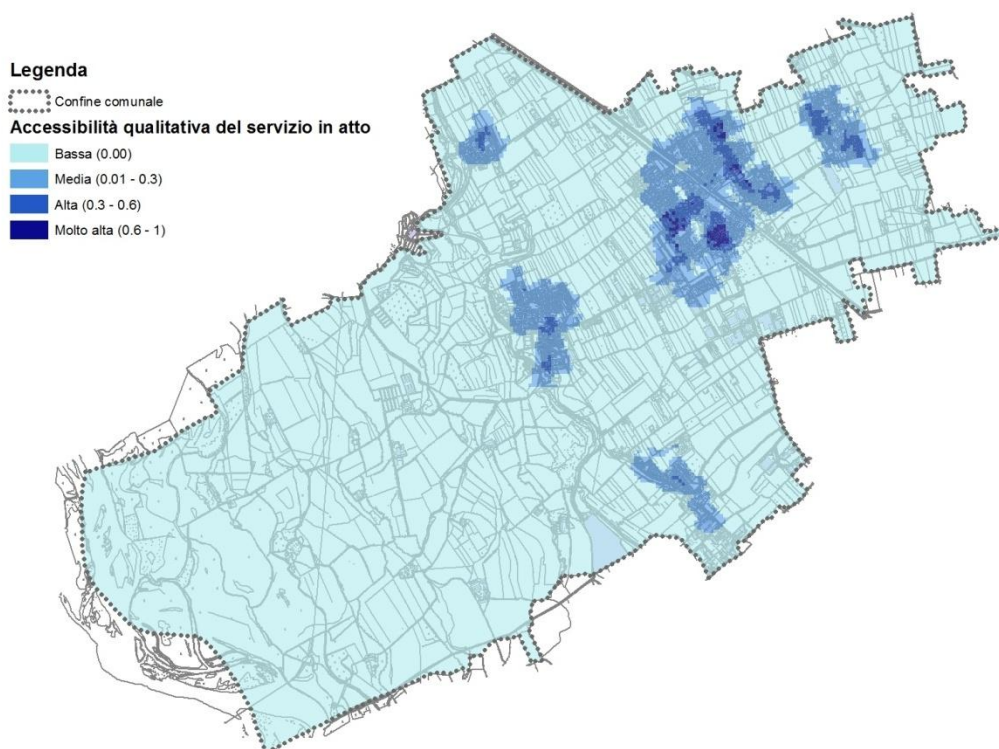 Legenda
Confine comunale
Accessibilità qualitativa del servizio in atto
Bassa (0.00)
Media (0.01 - 0.3)
Alta (0.3 - 0.6)
Molto alta (0.6 - 1)